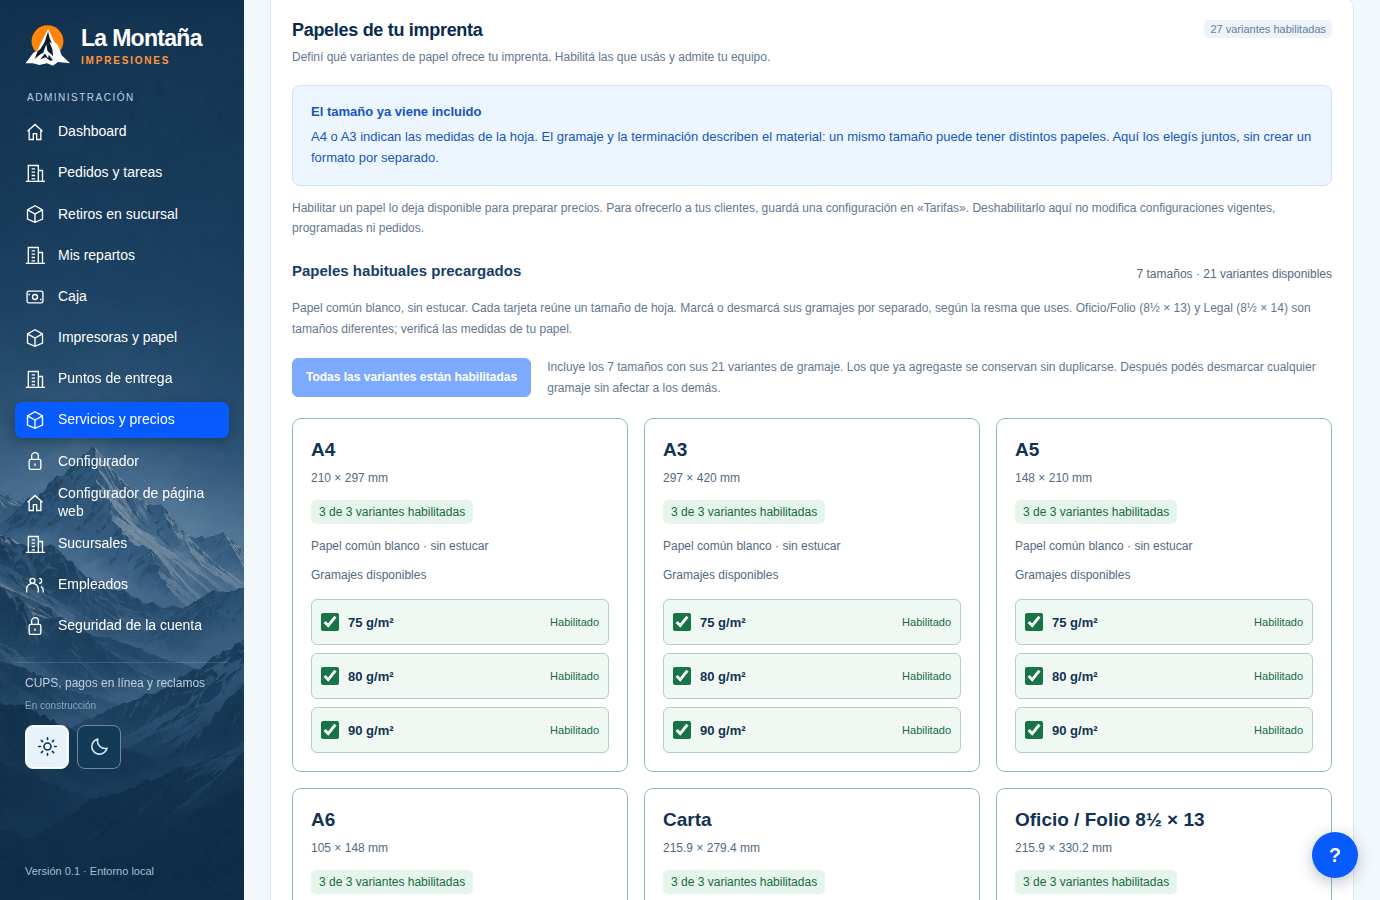 La Montaña
IMPRESIONES
ADMINISTRACIÓN
Dashboard
Pedidos y tareas
Retiros en sucursal
Mis repartos
Caja
Impresoras y papel
Puntos de entrega
Servicios y precios
Configurador
Configurador de página
web
Sucursales
Empleados
Seguridad de la cuenta
CUPS, pagos en línea y reclamos
En construcción
Versión 0.1 · Entorno local
Papeles de tu imprenta
27 variantes habilitadas
Definí qué variantes de papel ofrece tu imprenta. Habilitá las que usás y admite tu equipo.
El tamaño ya viene incluido
A4 o A3 indican las medidas de la hoja. El gramaje y la terminación describen el material: un mismo tamaño puede tener distintos papeles. Aquí los elegís juntos, sin crear un
formato por separado.
Habilitar un papel lo deja disponible para preparar precios. Para ofrecerlo a tus clientes, guardá una configuración en «Tarifas». Deshabilitarlo aquí no modifica configuraciones vigentes,
programadas ni pedidos.
Papeles habituales precargados
7 tamaños · 21 variantes disponibles
Papel común blanco, sin estucar. Cada tarjeta reúne un tamaño de hoja. Marcá o desmarcá sus gramajes por separado, según la resma que uses. Oficio/Folio (8½ × 13) y Legal (8½ × 14) son
tamaños diferentes; verificá las medidas de tu papel.
Todas las variantes están habilitadas
Incluye los 7 tamaños con sus 21 variantes de gramaje. Los que ya agregaste se conservan sin duplicarse. Después podés desmarcar cualquier
gramaje sin afectar a los demás.
A4
210 × 297 mm
3 de 3 variantes habilitadas
Papel común blanco · sin estucar
Gramajes disponibles
75 g/m² Habilitado
80 g/m² Habilitado
90 g/m² Habilitado
A3
297 × 420 mm
3 de 3 variantes habilitadas
Papel común blanco · sin estucar
Gramajes disponibles
75 g/m² Habilitado
80 g/m² Habilitado
90 g/m² Habilitado
A5
148 × 210 mm
3 de 3 variantes habilitadas
Papel común blanco · sin estucar
Gramajes disponibles
75 g/m² Habilitado
80 g/m² Habilitado
90 g/m² Habilitado
A6
105 × 148 mm
3 de 3 variantes habilitadas
Carta
215.9 × 279.4 mm
3 de 3 variantes habilitadas
Oficio / Folio 8½ × 13
215.9 × 330.2 mm
3 de 3 variantes habilitadas
?